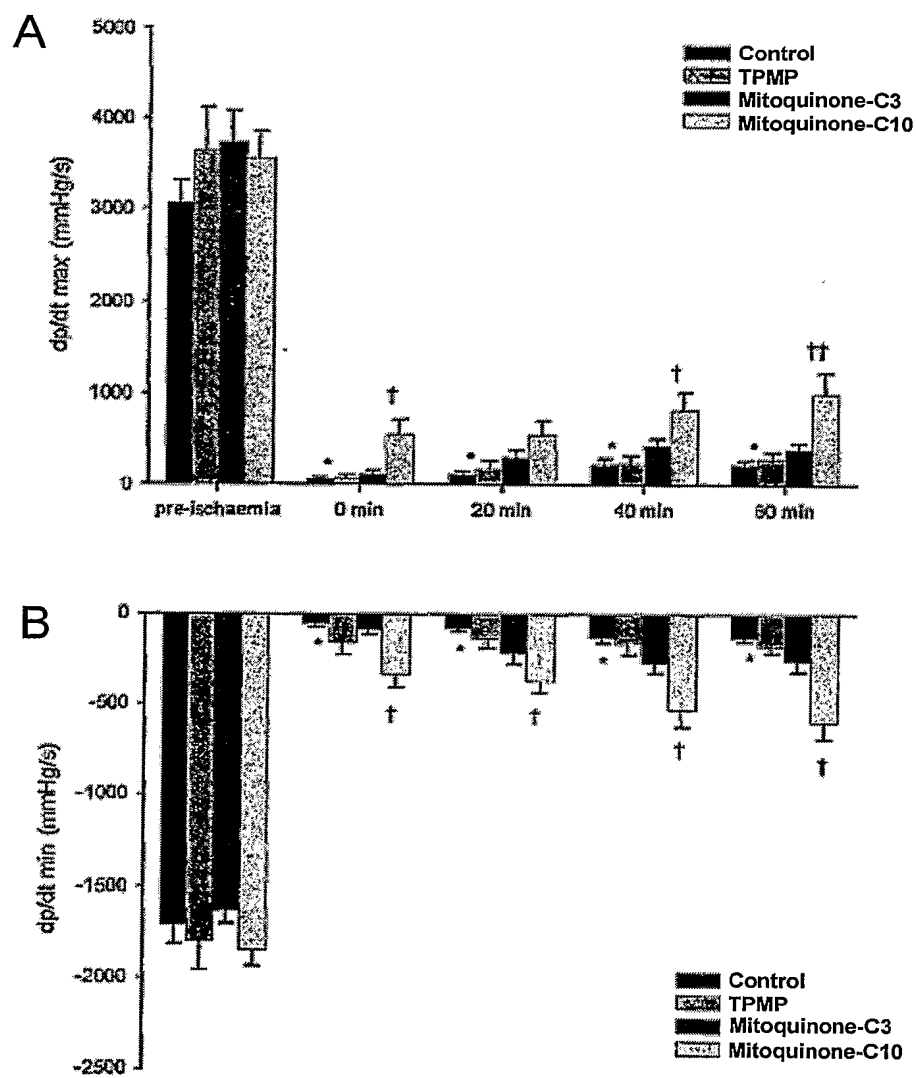 A
5000
4000
3000
2000
1000
0
dp/dt max (mmHg/s)
Control
TPMP
Mitoquinone-C3
Mitoquinone-C10
†
†
††
*
*
*
*
pre-ischaemia
0 min
20 min
40 min
60 min
B
0
-500
-1000
-1500
-2000
-2500
dp/dt min (mmHg/s)
*
*
*
*
†
†
†
†
Control
TPMP
Mitoquinone-C3
Mitoquinone-C10